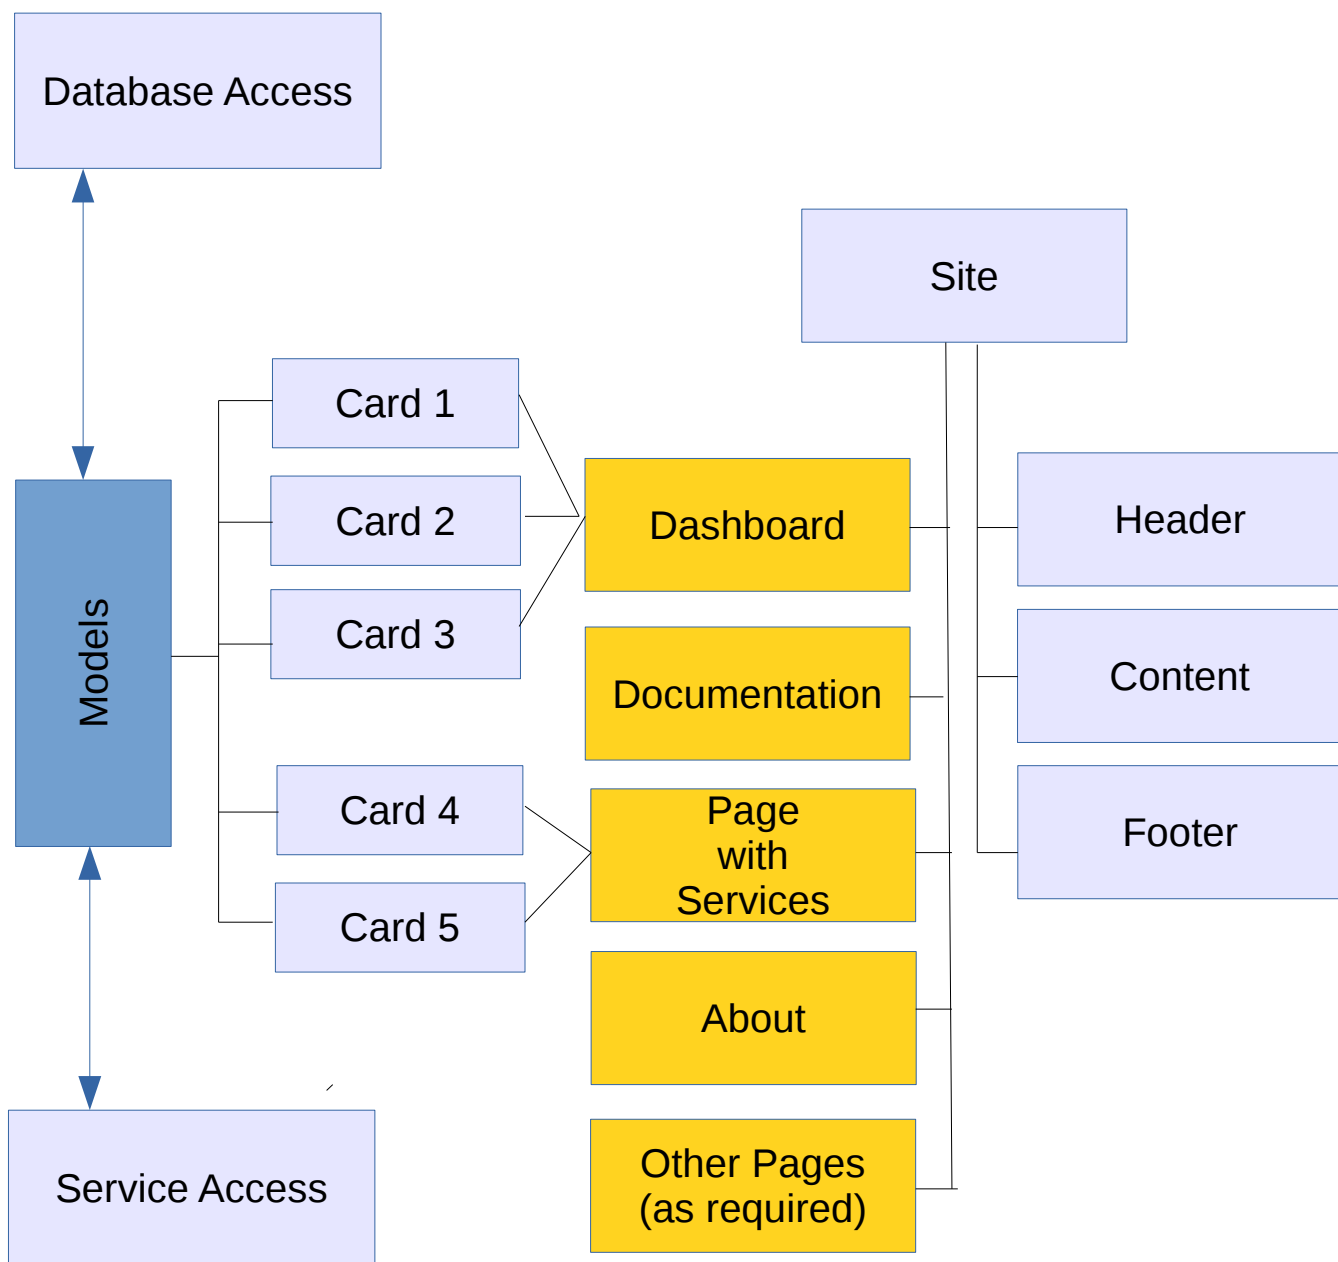 Database Access
Site
Card 1
Card 2
Card 3
Models
Card 4
Card 5
Dashboard
Documentation
Page
with
Services
About
Other Pages
(as required)
Header
Content
Footer
Service Access